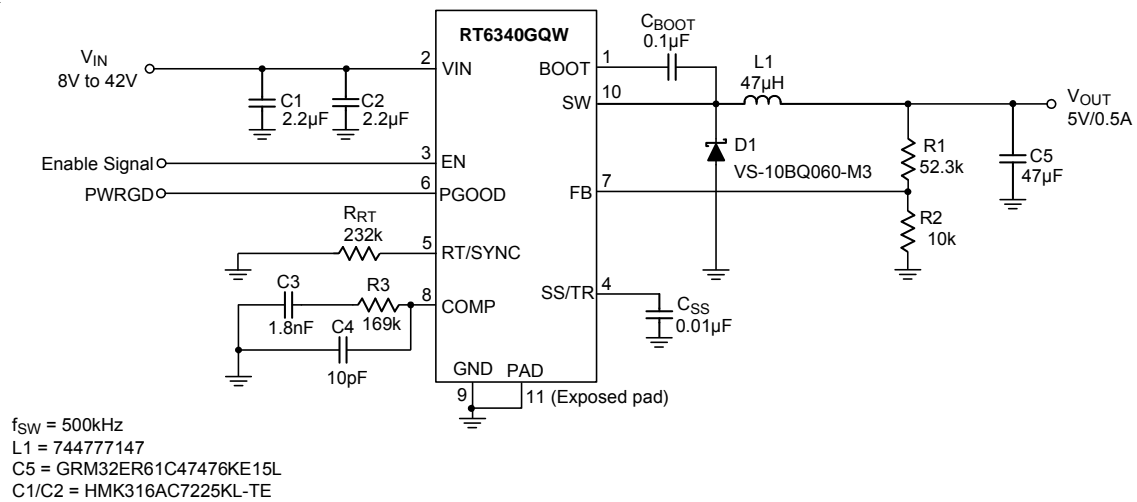 RT6340GQW
CBOOT
0.1µF
VIN
8V to 42V
2
VIN
BOOT
1
L1
47µH
C1
2.2µF
C2
2.2µF
SW
10
VOUT
5V/0.5A
D1
VS-10BQ060-M3
R1
52.3k
C5
47µF
Enable Signal
3
EN
PWRGD
6
PGOOD
FB
7
R2
10k
RRT
232k
5
RT/SYNC
C3
1.8nF
R3
169k
8
COMP
SS/TR
4
CSS
0.01µF
C4
10pF
GND
PAD
9
11 (Exposed pad)
fSW = 500kHz
L1 = 744777147
C5 = GRM32ER61C47476KE15L
C1/C2 = HMK316AC7225KL-TE